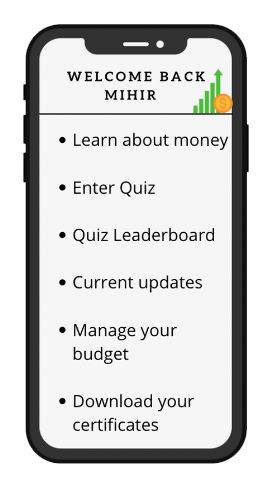 WELCOME BACK
MIHIR
$
• Learn about money
• Enter Quiz
• Quiz Leaderboard
• Current updates
• Manage your
budget
• Download your
certificates